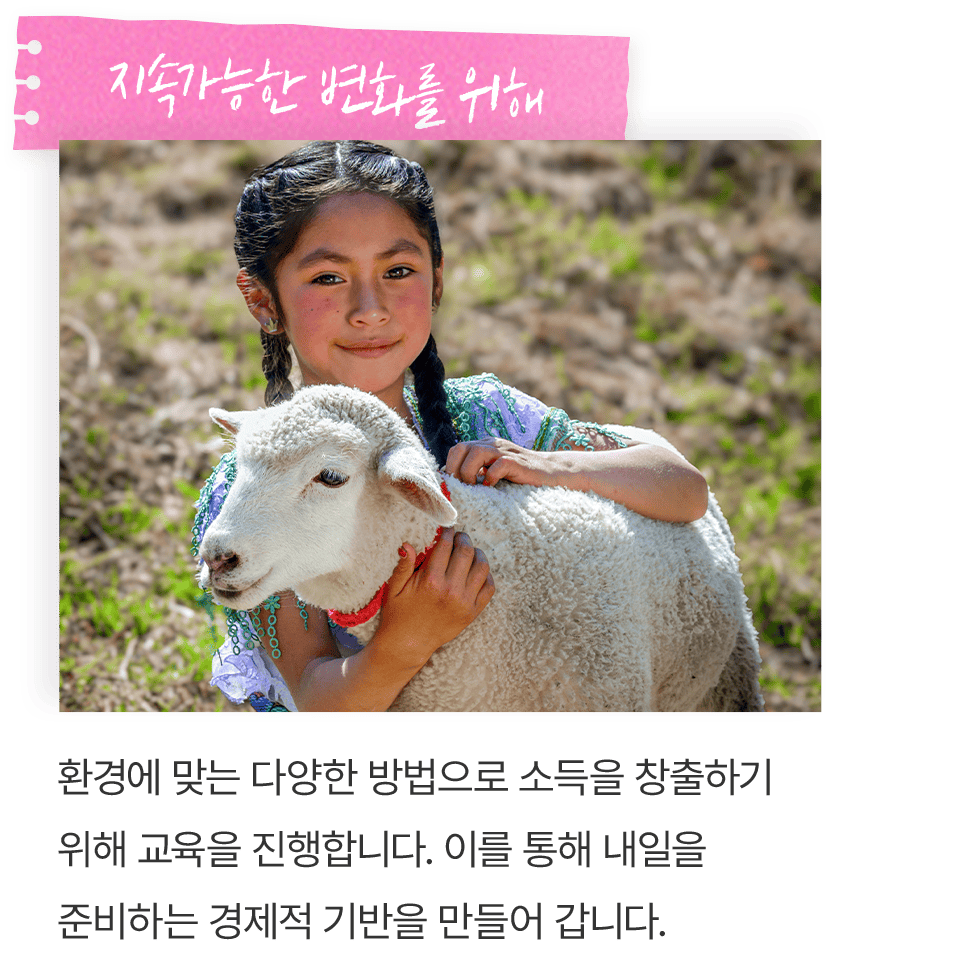 지속가능한 변화를 위해
환경에 맞는 다양한 방법으로 소득을 창출하기
위해 교육을 진행합니다. 이를 통해 내일을
준비하는 경제적 기반을 만들어 갑니다.